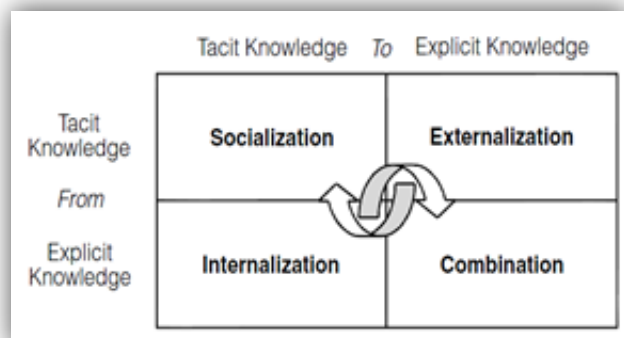 Tacit Knowledge To Explicit Knowledge
Tacit
Knowledge
Socialization Externalization
From
Explicit
Knowledge
Internalization Combination